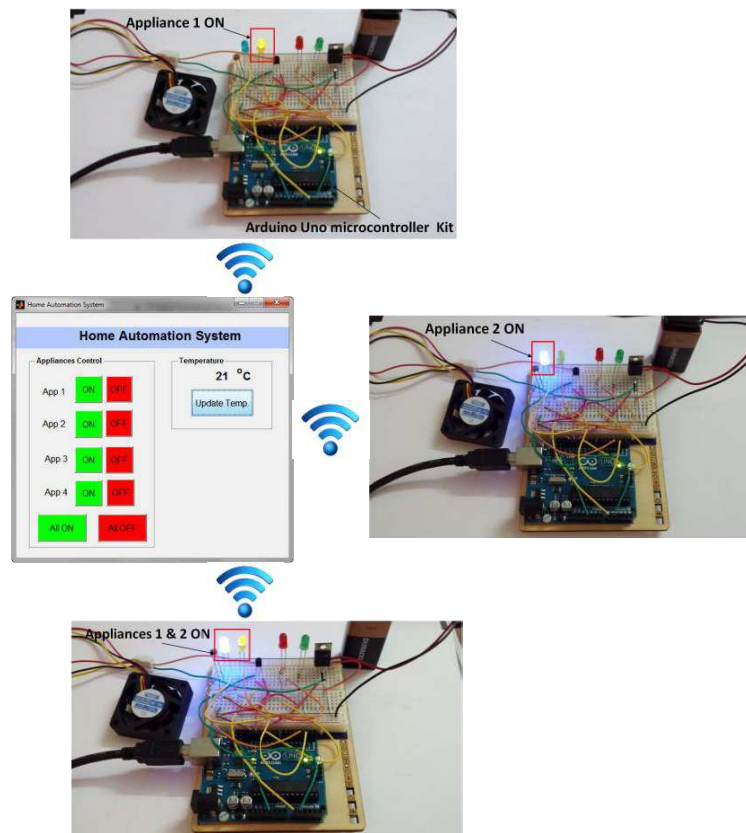 Appliance 1 ON
Arduino Uno microcontroller Kit
Home Automation System
Home Automation System
Appliances Control
Temperature
App 1 ON OFF
21 °C
Update Temp.
App 2 ON OFF
App 3 ON OFF
App 4 ON OFF
All ON All OFF
Appliance 2 ON
Appliances 1 & 2 ON